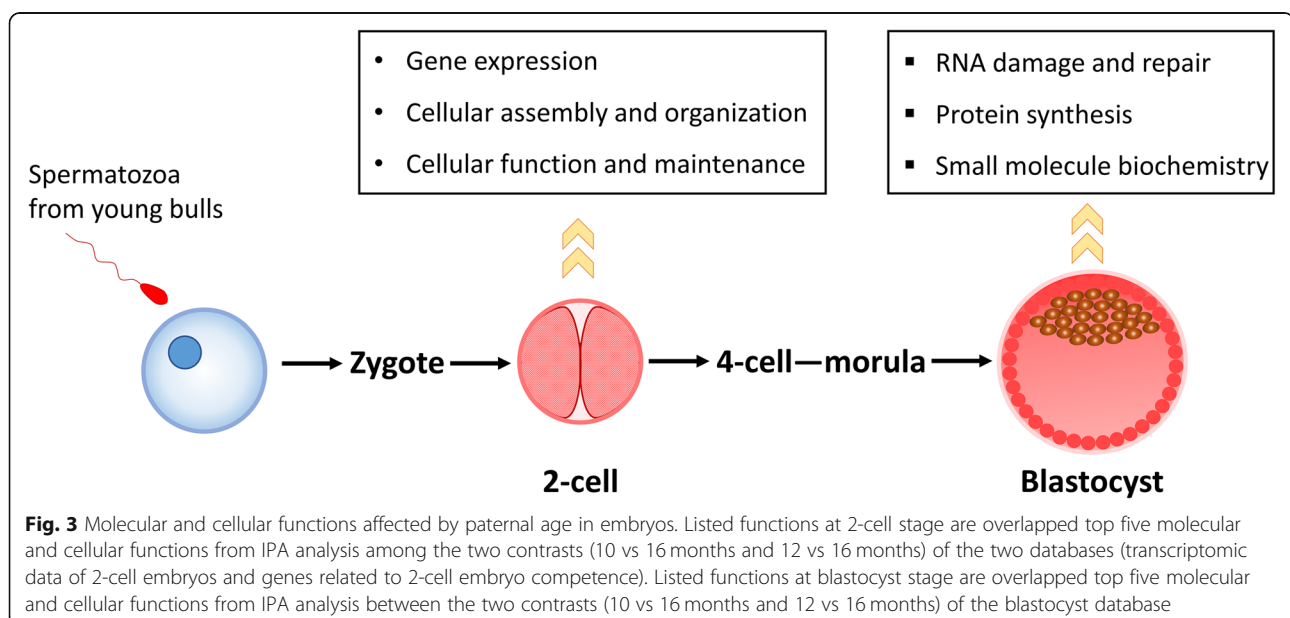 • Gene expression
• Cellular assembly and organization
• Cellular function and maintenance
▪ RNA damage and repair
▪ Protein synthesis
▪ Small molecule biochemistry
Spermatozoa
from young bulls
Zygote
4-cell—morula
2-cell
Blastocyst
Fig. 3 Molecular and cellular functions affected by paternal age in embryos. Listed functions at 2-cell stage are overlapped top five molecular
and cellular functions from IPA analysis among the two contrasts (10 vs 16 months and 12 vs 16 months) of the two databases (transcriptomic
data of 2-cell embryos and genes related to 2-cell embryo competence). Listed functions at blastocyst stage are overlapped top five molecular
and cellular functions from IPA analysis between the two contrasts (10 vs 16 months and 12 vs 16 months) of the blastocyst database